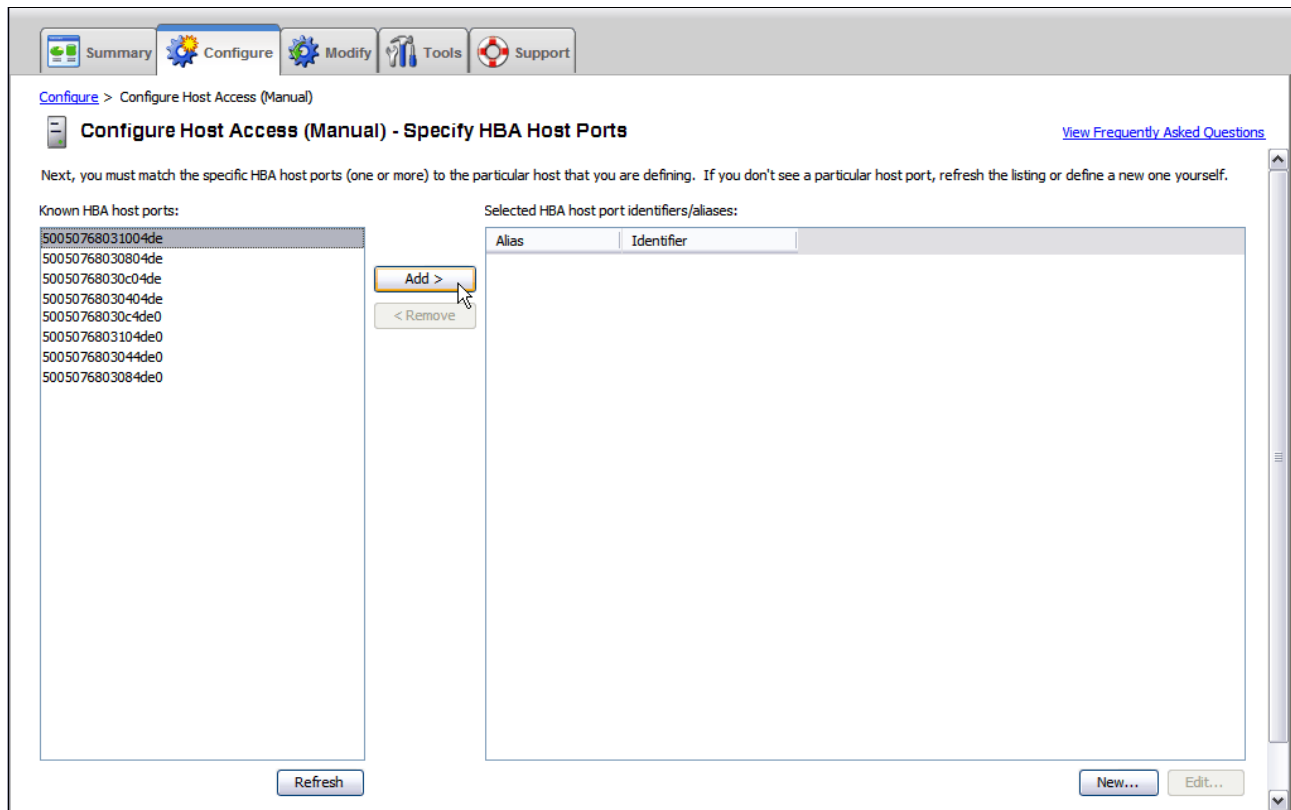 Summary Configure Modify Tools Support
Configure > Configure Host Access (Manual)
Configure Host Access (Manual) - Specify HBA Host Ports
View Frequently Asked Questions
Next, you must match the specific HBA host ports (one or more) to the particular host that you are defining. If you don't see a particular host port, refresh the listing or define a new one yourself.
Known HBA host ports:
Selected HBA host port identifiers/aliases:
50050768031004de
50050768030804de
50050768030c04de
50050768030404de
50050768030c4de0
5005076803104de0
5005076803044de0
5005076803084de0
Add >
< Remove
Alias Identifier
Refresh
New... Edit...